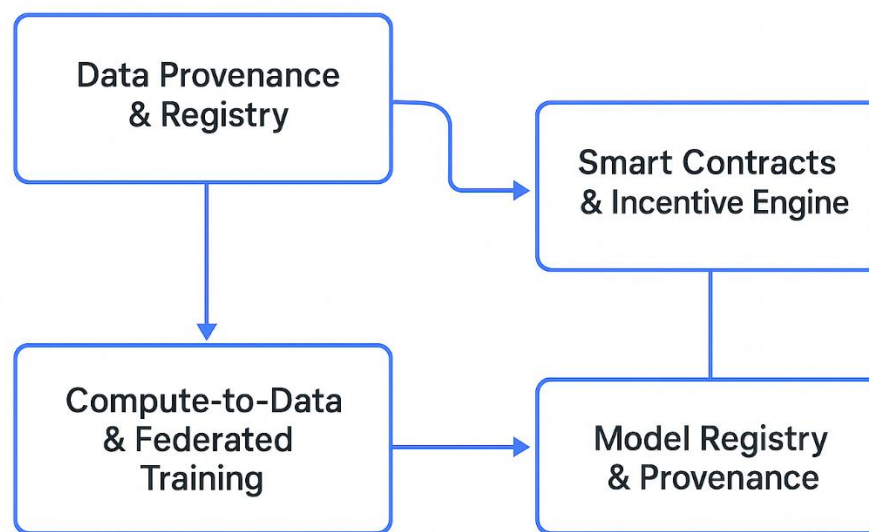 Data Provenance
& Registry
Smart Contracts
& Incentive Engine
Compute-to-Data
& Federated
Training
Model Registry
& Provenance